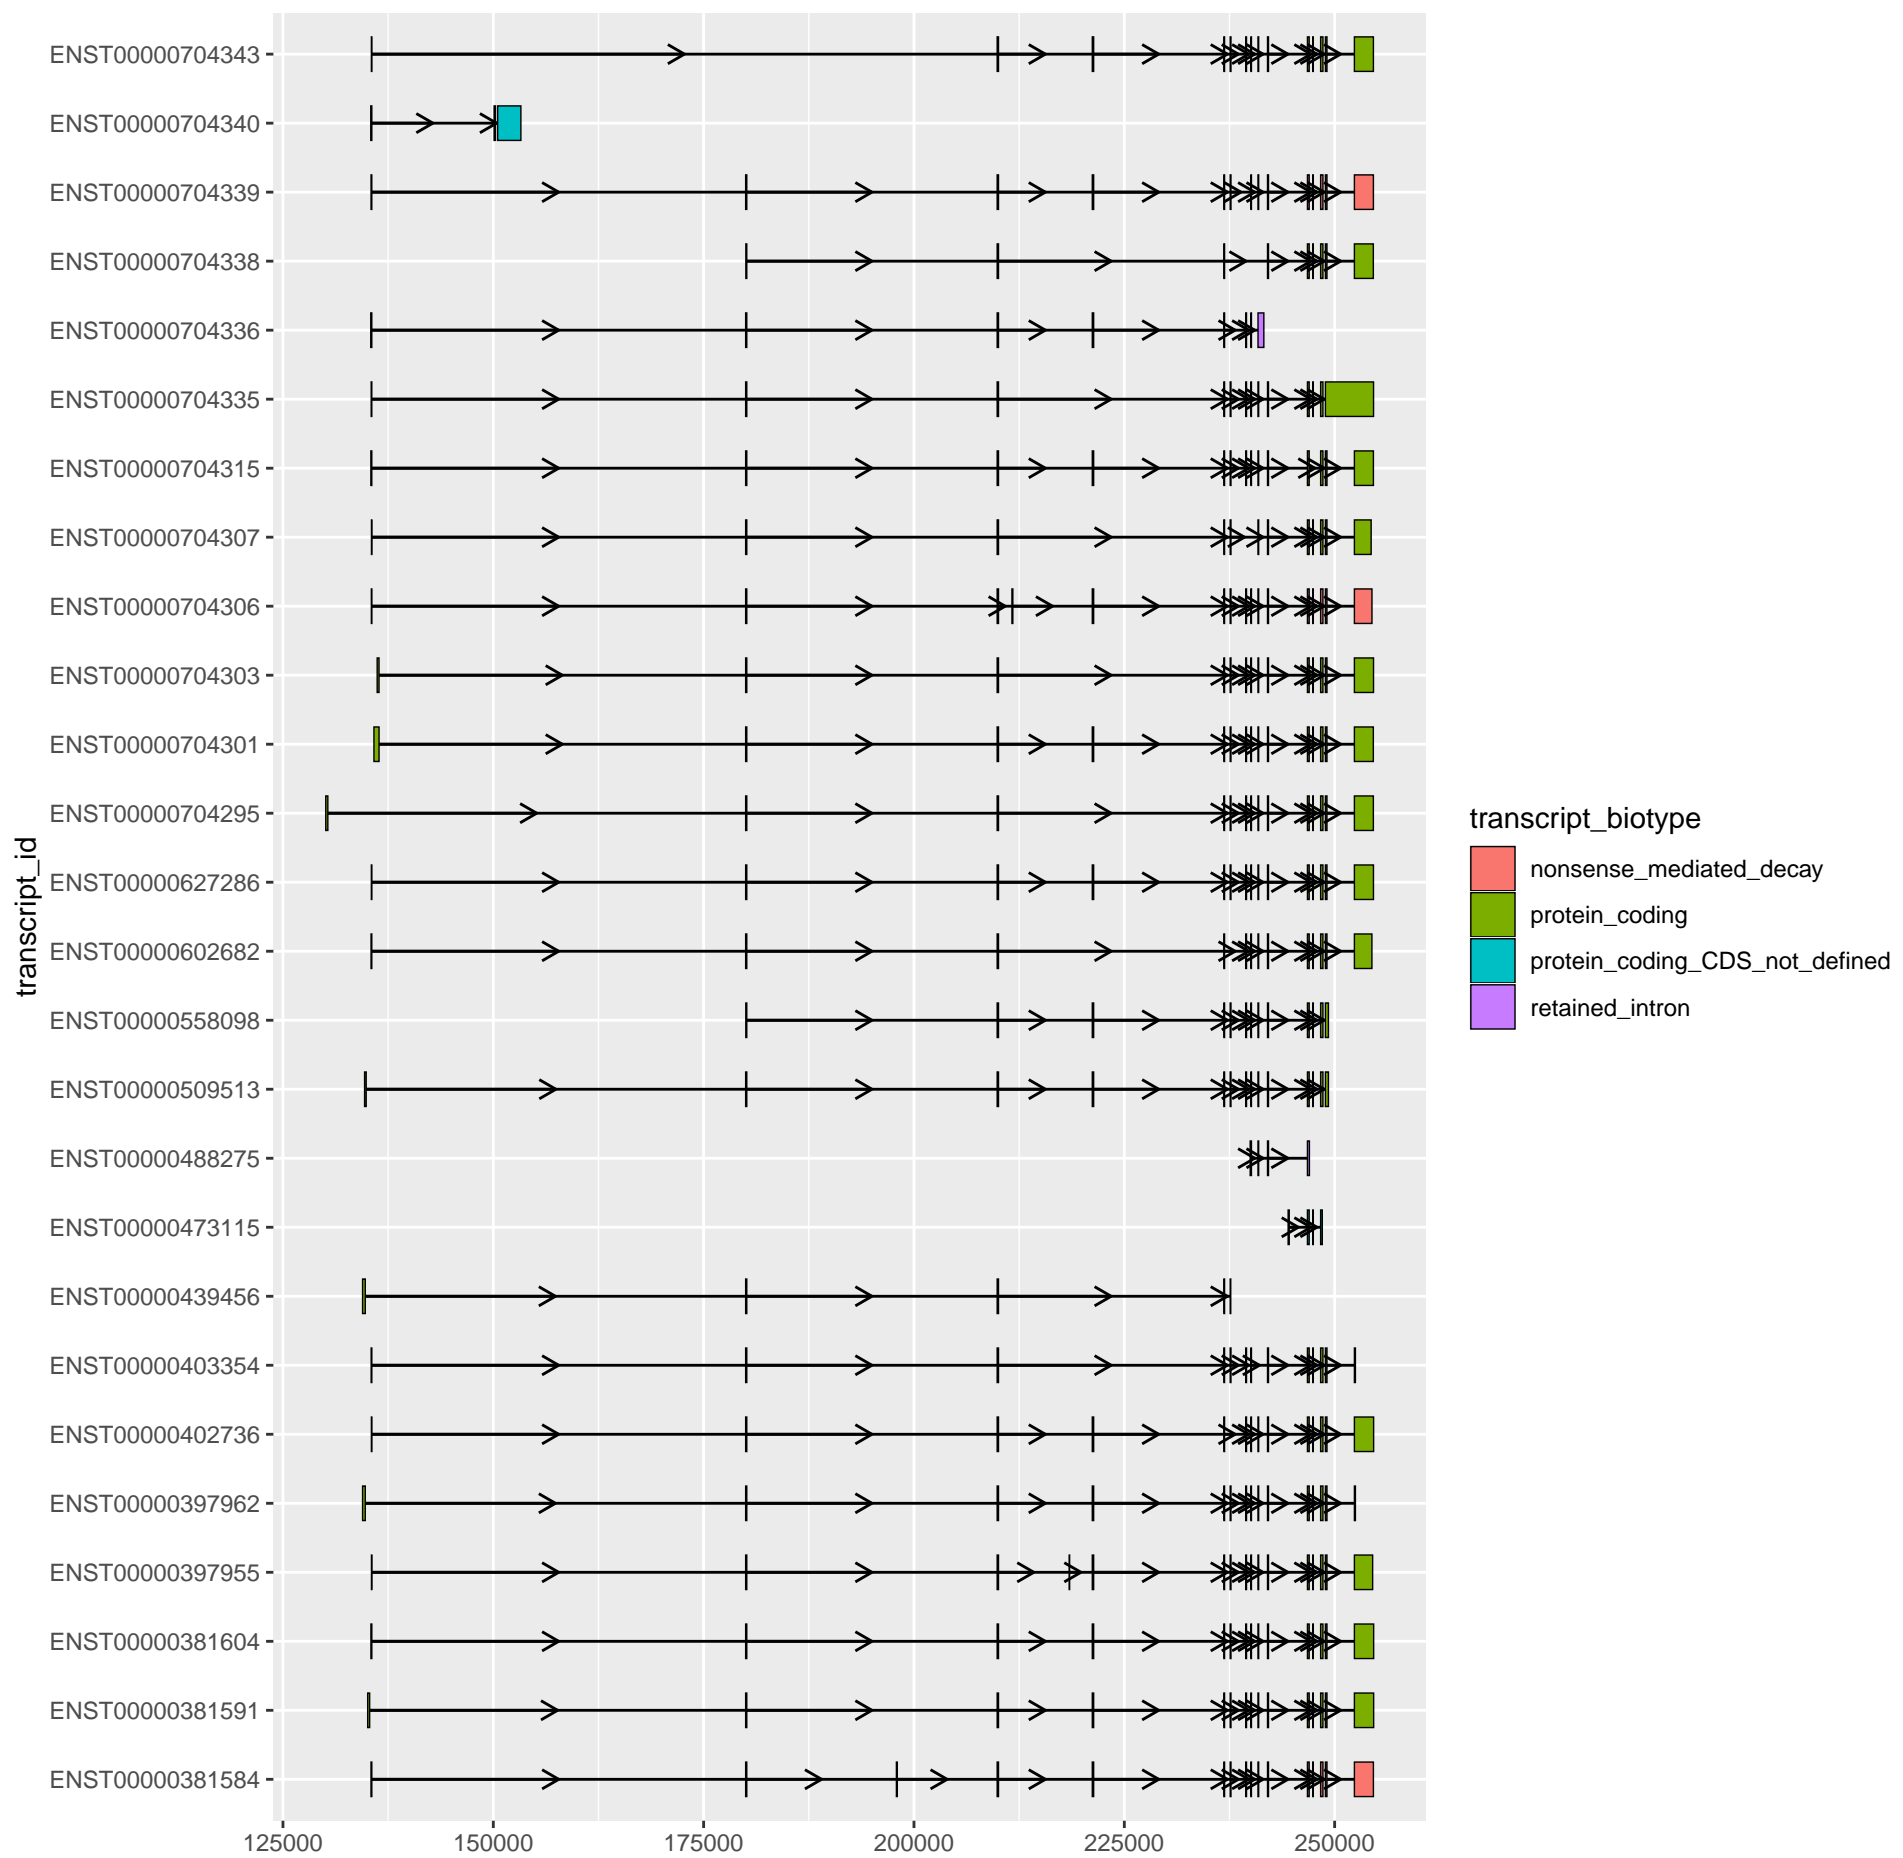 ENST00000704343
ENST00000704340
ENST00000704339
ENST00000704338
ENST00000704336
ENST00000704335
ENST00000704315
ENST00000704307
ENST00000704306
ENST00000704303
ENST00000704301
ENST00000704295
ENST00000627286
ENST00000602682
ENST00000558098
ENST00000509513
ENST00000488275
ENST00000473115
ENST00000439456
ENST00000403354
ENST00000402736
ENST00000397962
ENST00000397955
ENST00000381604
ENST00000381591
ENST00000381584
transcript_id
125000 150000 175000 200000 225000 250000
transcript_biotype
nonsense_mediated_decay
protein_coding
protein_coding_CDS_not_defined
retained_intron